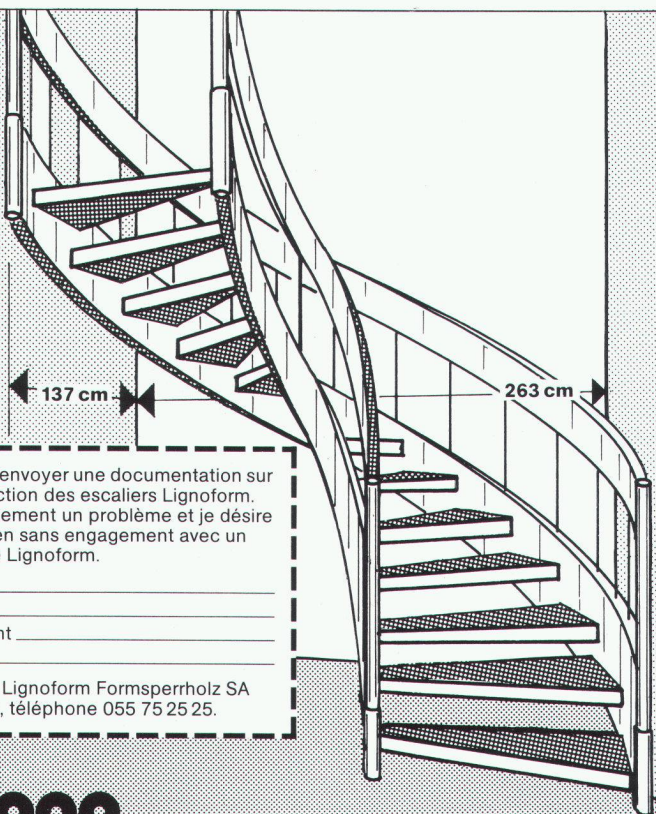 137 cm
263 cm
envoyer une documentation sur
ction des escaliers Lignoform.
ement un problème et je désire
en sans engagement avec un
Lignoform.
nt
Lignoform Formsperrholz SA
, téléphone 055 75 25 25.